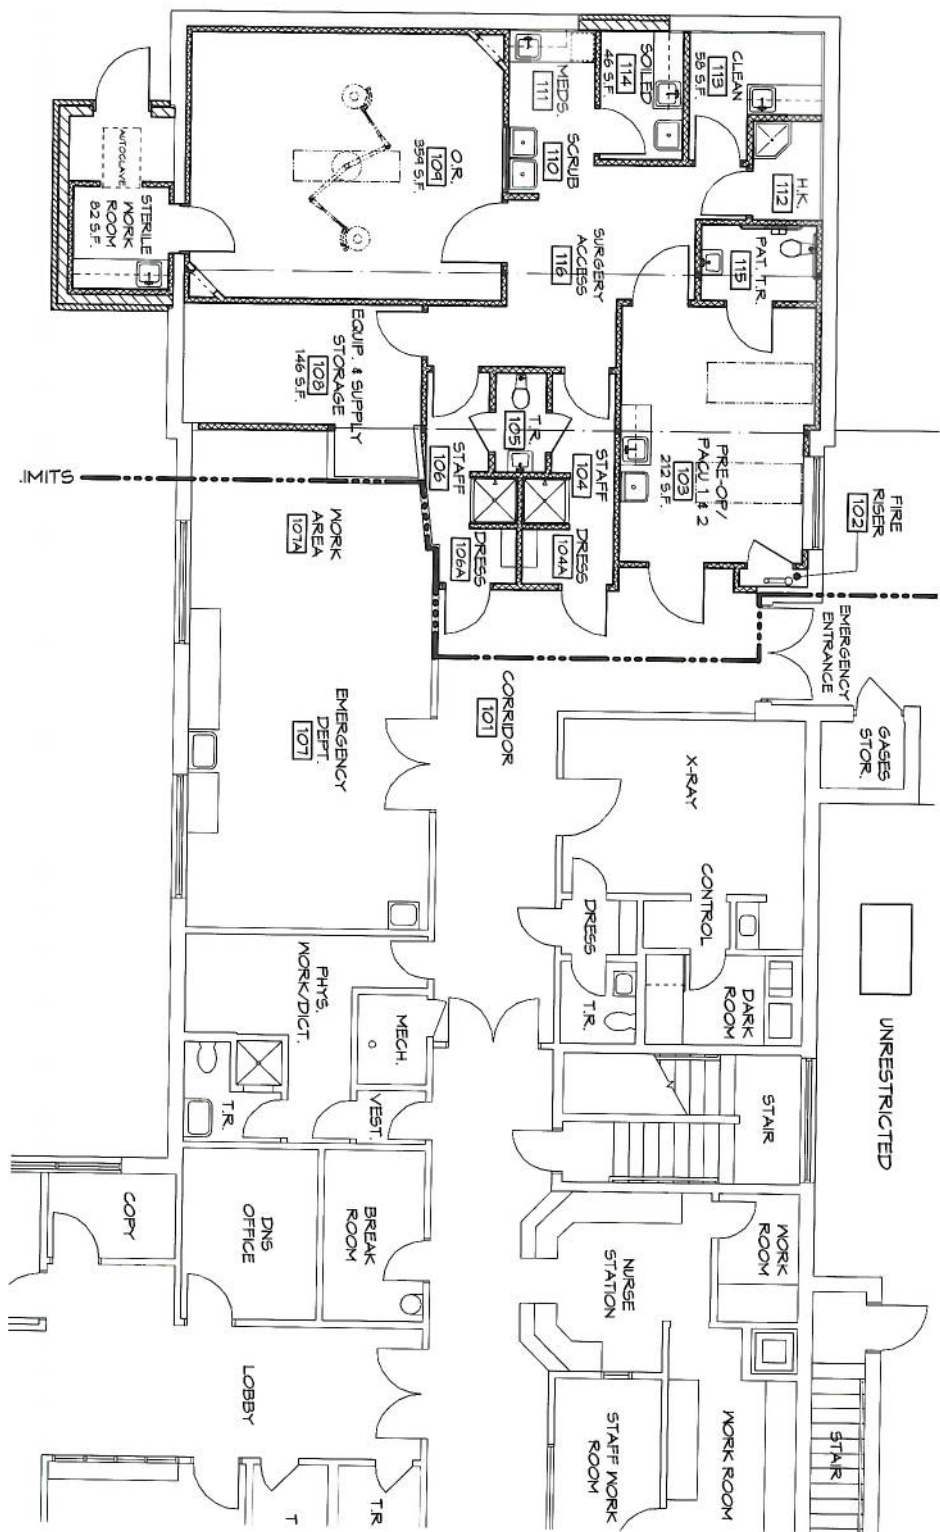 CLEAN
113
58 S.F.
SOILED
114
46 S.F.
MEDS.
111
SCRUB
110
H.K.
112
O.R.
109
354 S.F.
AUTOCLAVE
STERILE
WORK
ROOM
82 S.F.
SURGERY
ACCESS
116
PAT. T.R.
115
EQUIP. & SUPPLY
STORAGE
108
146 S.F.
T.R.
105
STAFF
106
STAFF
104
PRE-OP/
PACU 1 & 2
103
212 S.F.
FIRE
RISER
102
.IMITS
WORK
AREA
107A
DRESS
106A
DRESS
104A
EMERGENCY
ENTRANCE
EMERGENCY
DEPT.
107
CORRIDOR
101
GASES
STOR.
X-RAY
CONTROL
DRESS
T.R.
DARK
ROOM
UNRESTRICTED
PHYS.
WORK/DICT.
MECH.
VEST.
T.R.
STAIR
COPY
DNS
OFFICE
BREAK
ROOM
NURSE
STATION
WORK
ROOM
LOBBY
STAFF WORK
ROOM
WORK ROOM
STAIR
T
T.R